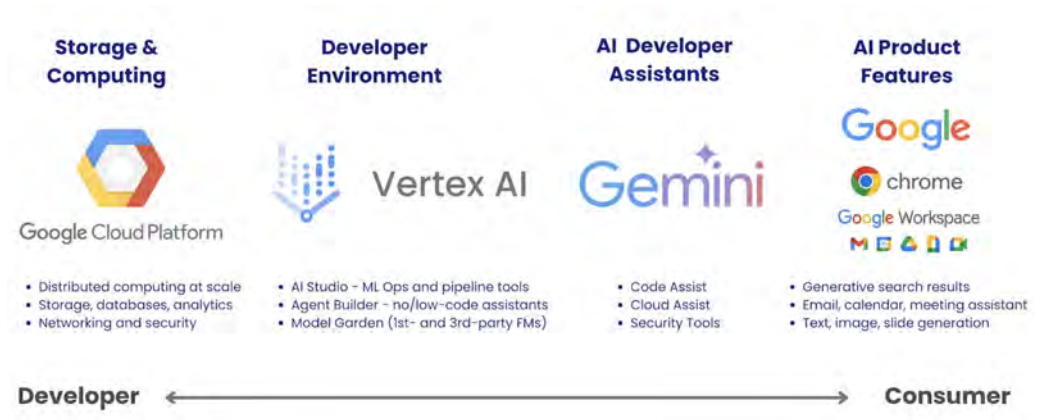 Storage &
Computing
Developer
Environment
AI Developer
Assistants
AI Product
Features
Google Cloud Platform
Vertex AI
Gemini
Google
chrome
Google Workspace
• Distributed computing at scale
• Storage, databases, analytics
• Networking and security
• AI Studio - ML Ops and pipeline tools
• Agent Builder - no/low-code assistants
• Model Garden (1st- and 3rd-party FMs)
• Code Assist
• Cloud Assist
• Security Tools
• Generative search results
• Email, calendar, meeting assistant
• Text, image, slide generation
Developer
Consumer